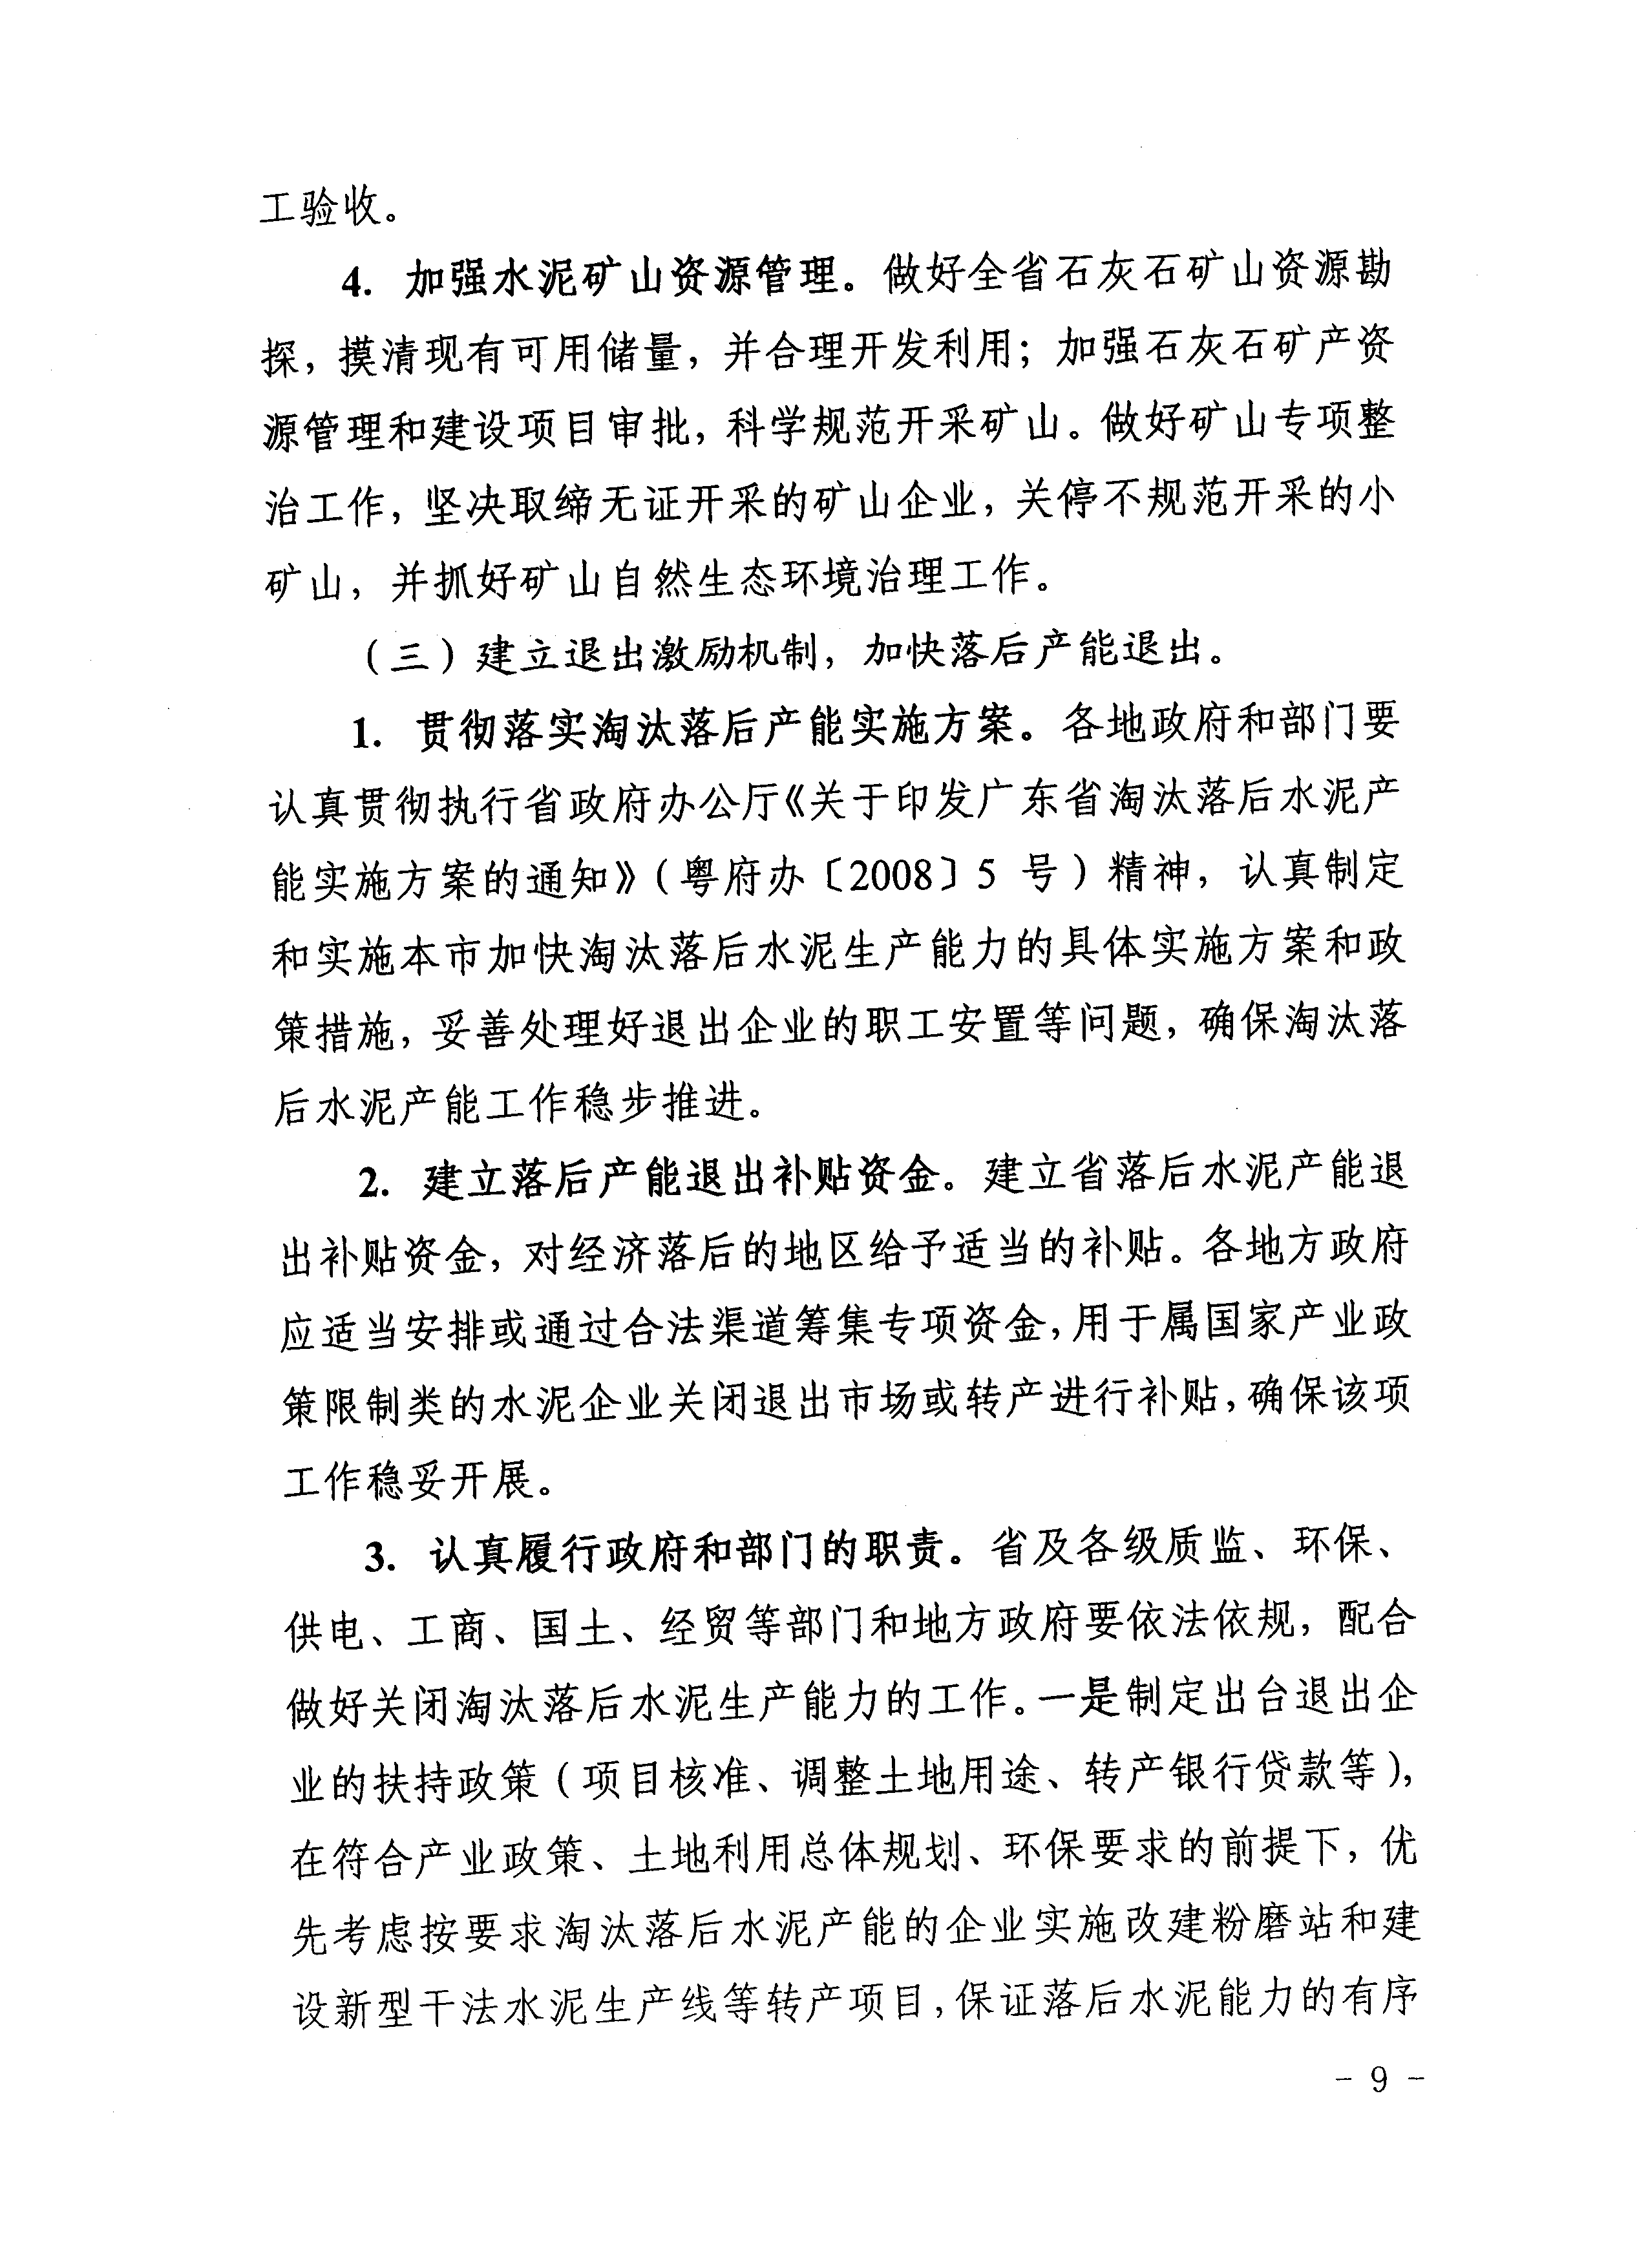 工验收。
4. 加强水泥矿山资源管理。做好全省石灰石矿山资源勘
探，摸清现有可用储量，并合理开发利用；加强石灰石矿产资
源管理和建设项目审批，科学规范开采矿山。做好矿山专项整
治工作，坚决取缔无证开采的矿山企业，关停不规范开采的小
矿山，并抓好矿山自然生态环境治理工作。
（三）建立退出激励机制，加快落后产能退出。
1. 贯彻落实淘汰落后产能实施方案。各地政府和部门要
认真贯彻执行省政府办公厅《关于印发广东省淘汰落后水泥产
能实施方案的通知》（粤府办〔2008〕5 号）精神，认真制定
和实施本市加快淘汰落后水泥生产能力的具体实施方案和政
策措施，妥善处理好退出企业的职工安置等问题，确保淘汰落
后水泥产能工作稳步推进。
2. 建立落后产能退出补贴资金。建立省落后水泥产能退
出补贴资金，对经济落后的地区给予适当的补贴。各地方政府
应适当安排或通过合法渠道筹集专项资金，用于属国家产业政
策限制类的水泥企业关闭退出市场或转产进行补贴，确保该项
工作稳妥开展。
3. 认真履行政府和部门的职责。省及各级质监、环保、
供电、工商、国土、经贸等部门和地方政府要依法依规，配合
做好关闭淘汰落后水泥生产能力的工作。一是制定出台退出企
业的扶持政策（项目核准、调整土地用途、转产银行贷款等），
在符合产业政策、土地利用总体规划、环保要求的前提下，优
先考虑按要求淘汰落后水泥产能的企业实施改建粉磨站和建
设新型干法水泥生产线等转产项目，保证落后水泥能力的有序
- 9 -